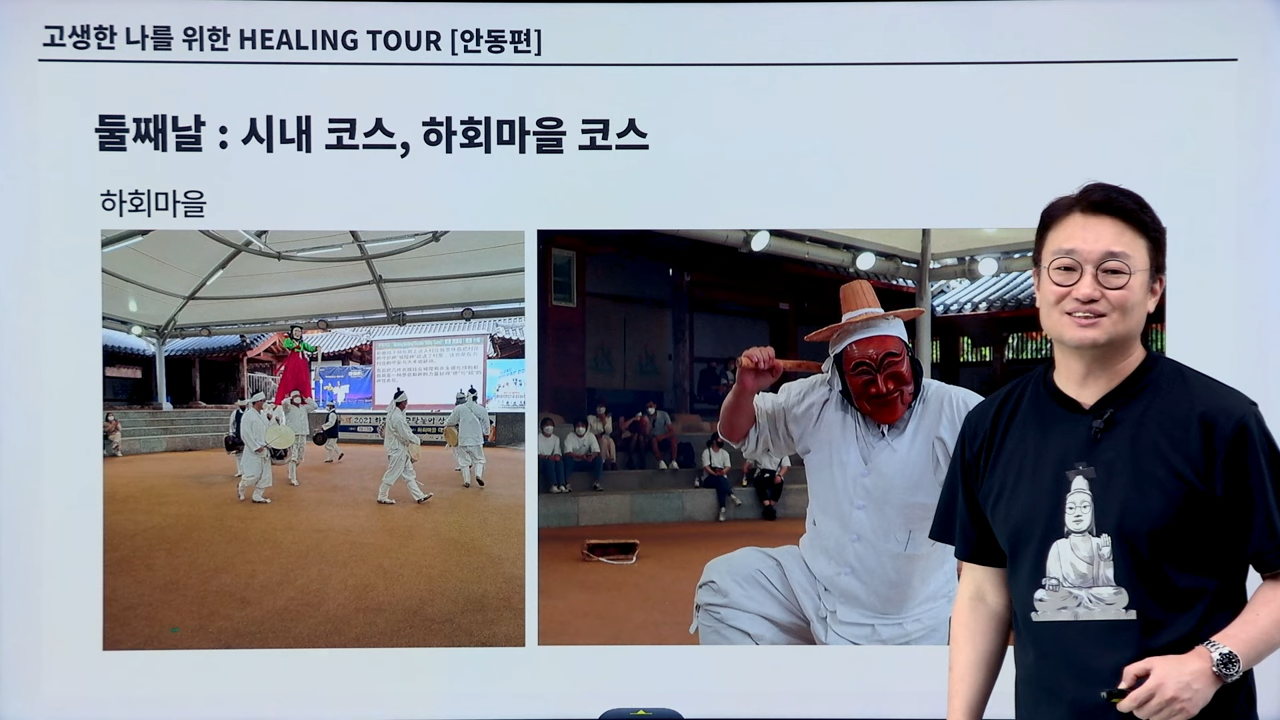 고생한 나를 위한 HEALING TOUR [안동편]
둘째날 : 시내 코스, 하회마을 코스
하회마을
2021